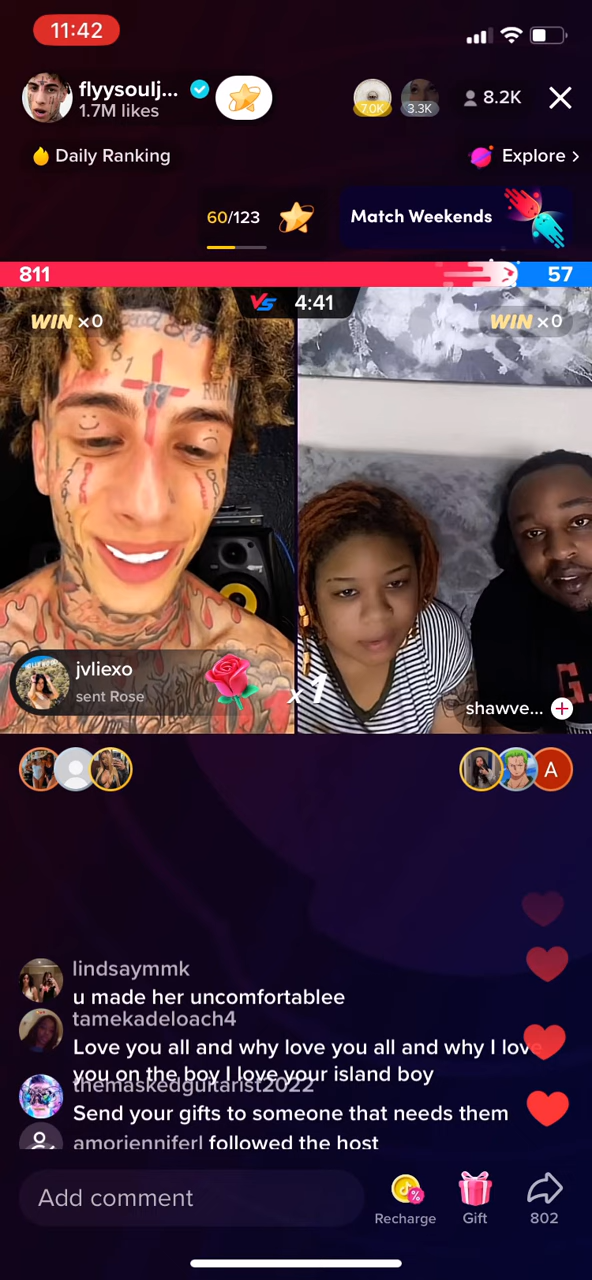 11:42
flyysoulj...
1.7M likes
7.0K
3.3K
8.2K
Daily Ranking
Explore >
60/123
Match Weekends
811
57
VS 4:41
WIN x0
WIN x0
jvliexo
sent Rose
x1
shawve...
A
lindsaymmk
u made her uncomfortablee
tamekadeloach4
Love you all and why love you all and why I love
you on the boy I love your island boy
themaskedguitarist2022
Send your gifts to someone that needs them
amorienniferl followed the host
Add comment
Recharge
Gift
802